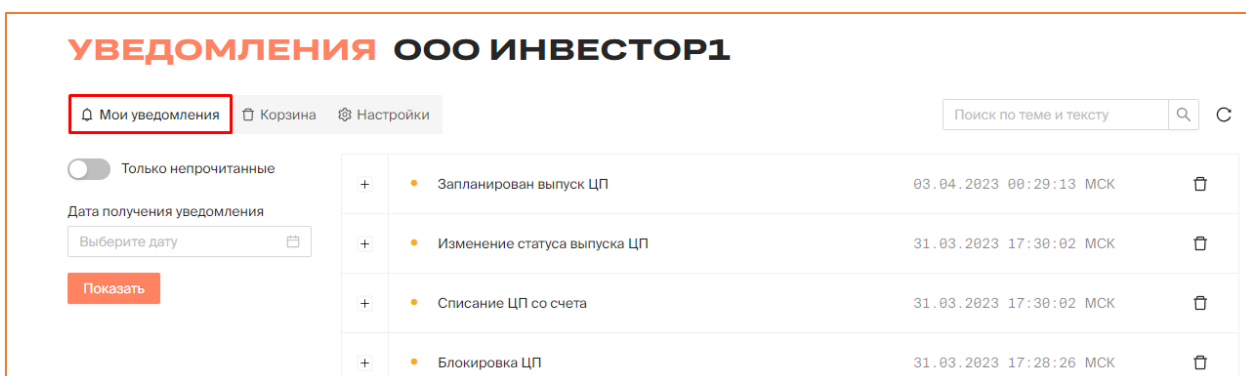 УВЕДОМЛЕНИЯ ООО ИНВЕСТОР1
Мои уведомления Корзина Настройки Поиск по теме и тексту
Только непрочитанные
Дата получения уведомления
Выберите дату
Показать
Запланирован выпуск ЦП 03.04.2023 00:29:13 МСК
Изменение статуса выпуска ЦП 31.03.2023 17:30:02 МСК
Списание ЦП со счета 31.03.2023 17:30:02 МСК
Блокировка ЦП 31.03.2023 17:28:26 МСК